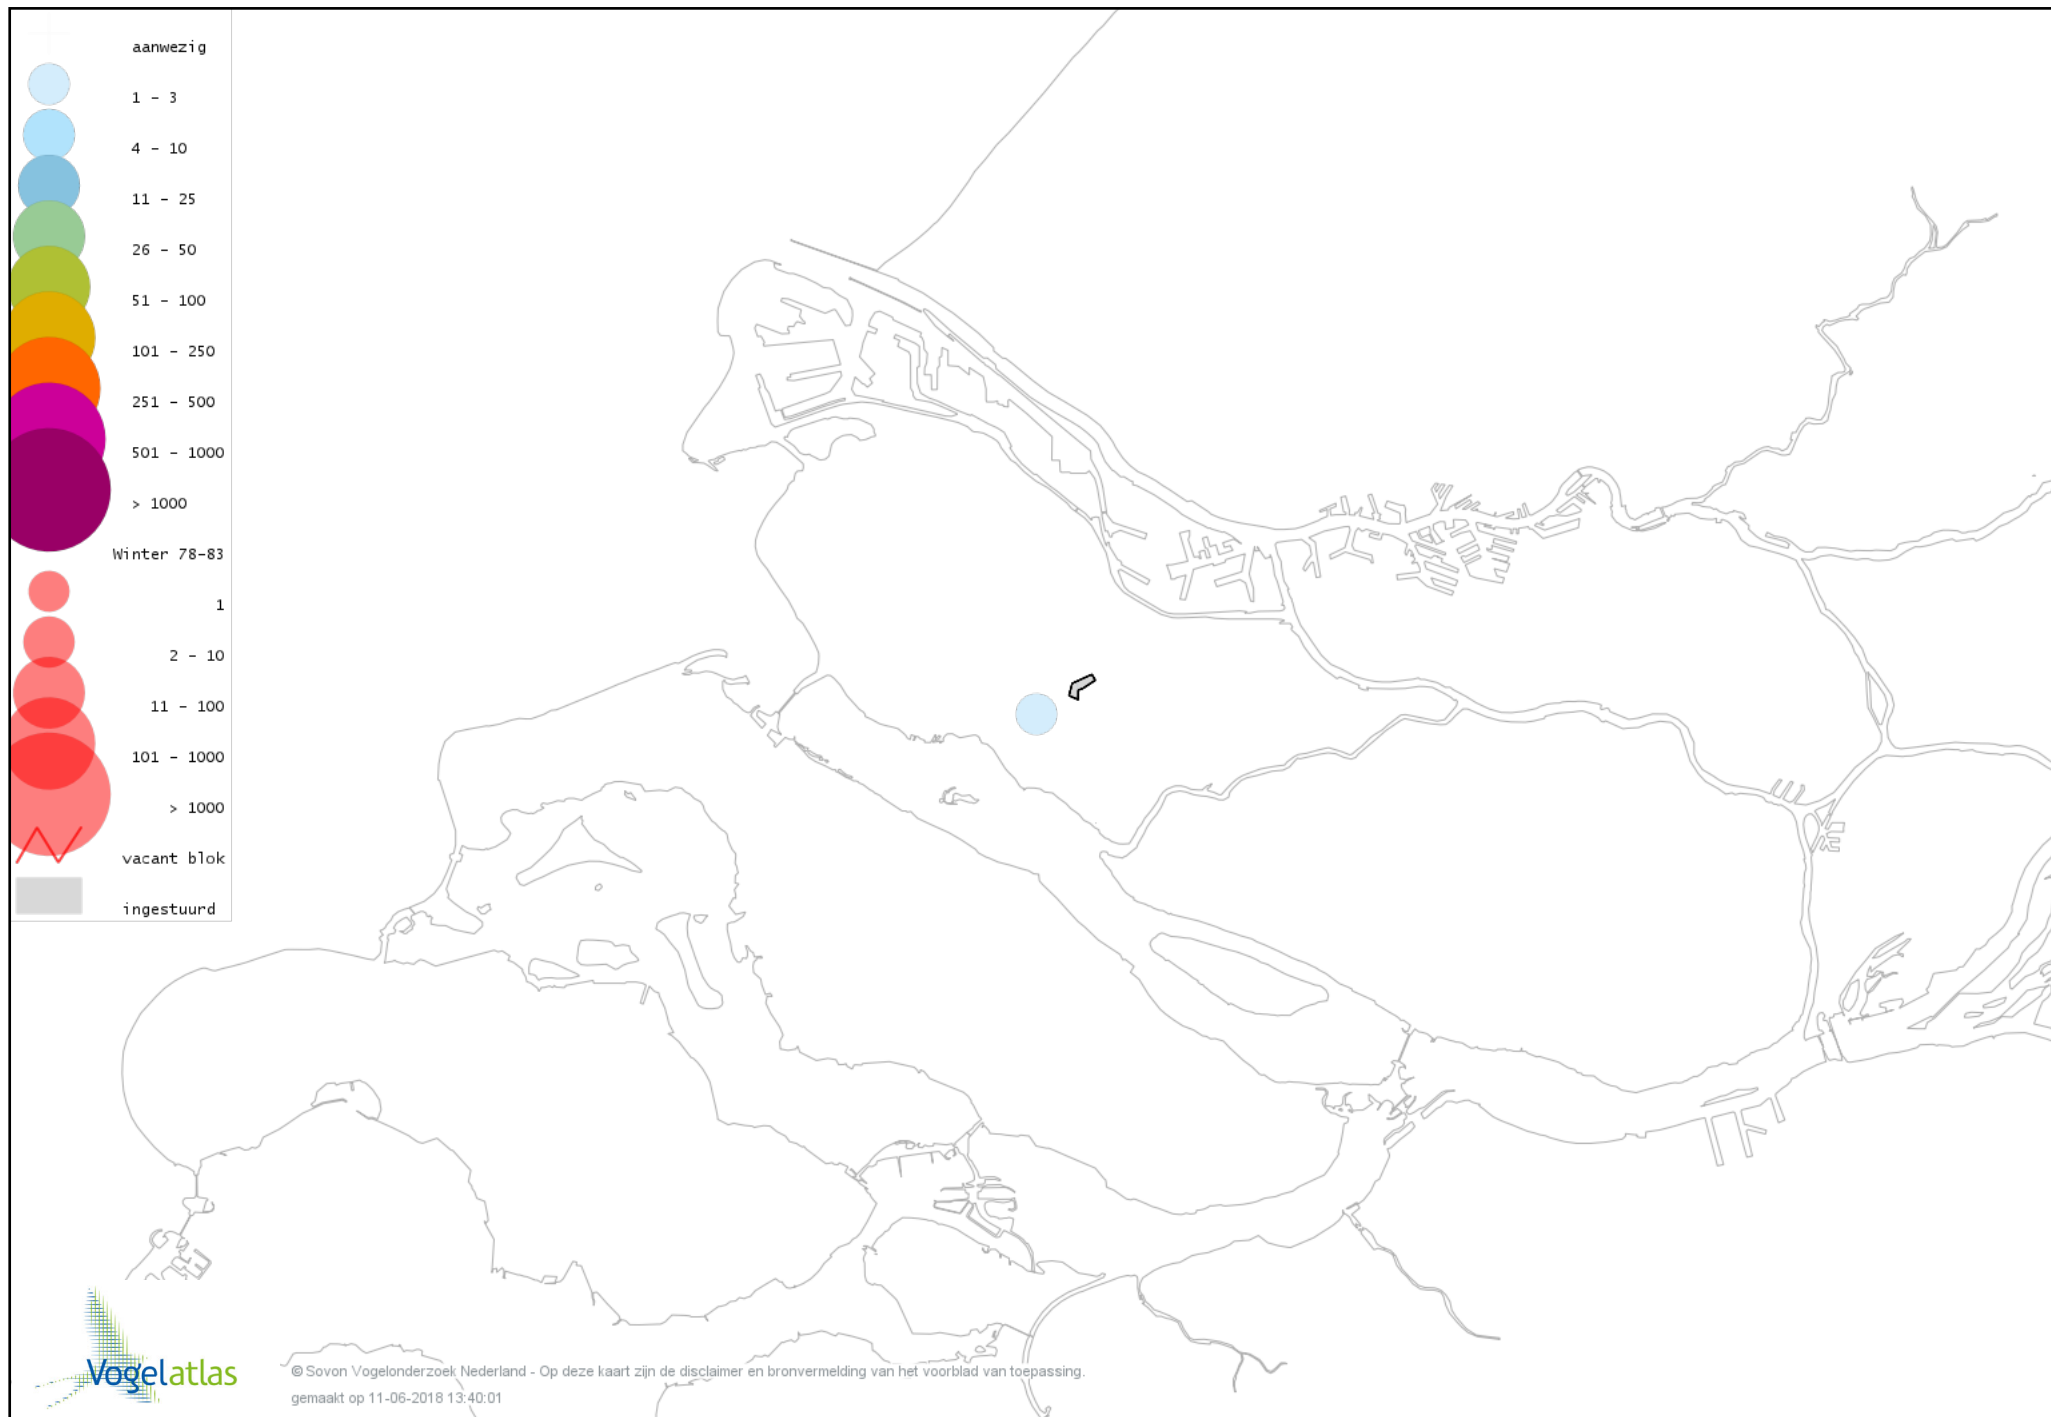 aanwezig
1 - 3
4 - 10
11 - 25
26 - 50
51 - 100
101 - 250
251 - 500
501 - 1000
> 1000
Winter 78-83
1
2 - 10
11 - 100
101 - 1000
> 1000
vacant blok
ingestuurd
Vogelatlas
© Sovon Vogelonderzoek Nederland - Op deze kaart zijn de disclaimer en bronvermelding van het voorblad van toepassing.
gemaakt op 11-06-2018 13:40:01